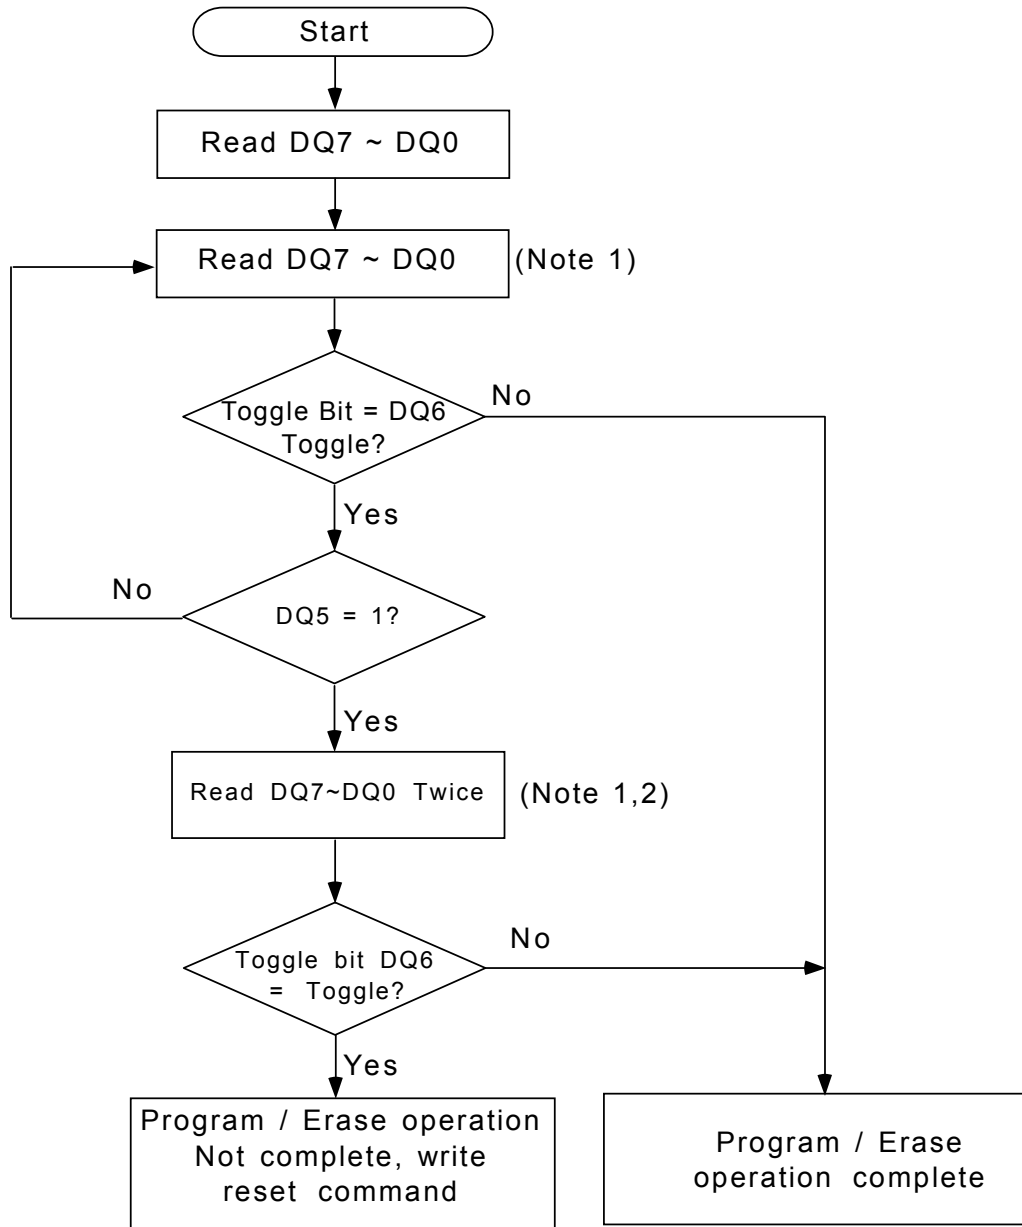 Start
Read DQ7 ~ DQ0
Read DQ7 ~ DQ0
(Note 1)
Toggle Bit = DQ6
Toggle?
No
Yes
No
DQ5 = 1?
Yes
Read DQ7~DQ0 Twice
(Note 1,2)
Toggle bit DQ6
= Toggle?
No
Yes
Program / Erase operation
Not complete, write
reset command
Program / Erase
operation complete